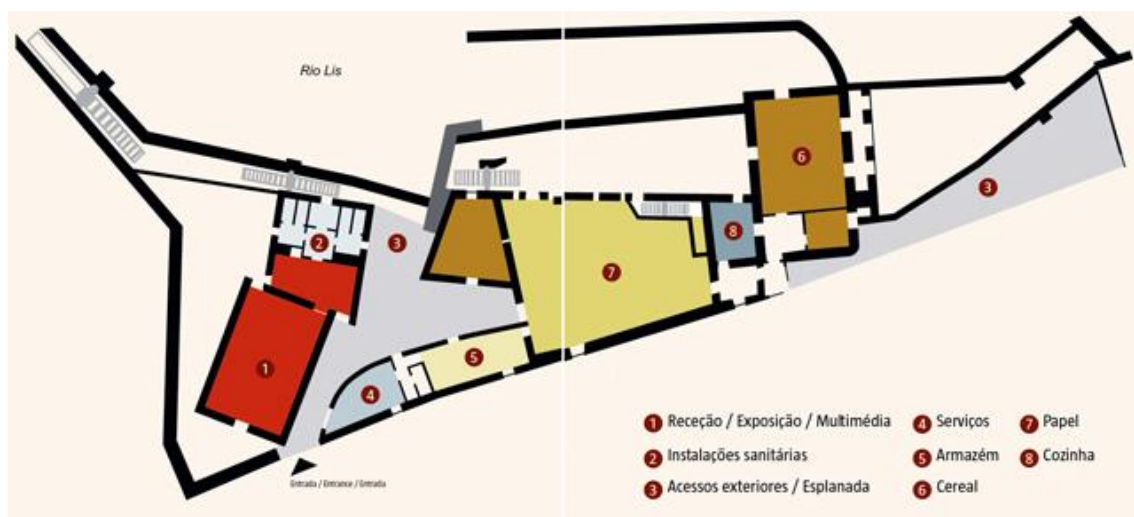 Rio Lis
6
3
8
2
3
7
5
1
4
1 Receção / Exposição / Multimédia
2 Instalações sanitárias
3 Acessos exteriores / Esplanada
4 Serviços
5 Armazém
6 Cereal
7 Papel
8 Cozinha
Entrada / Entrance / Entrada